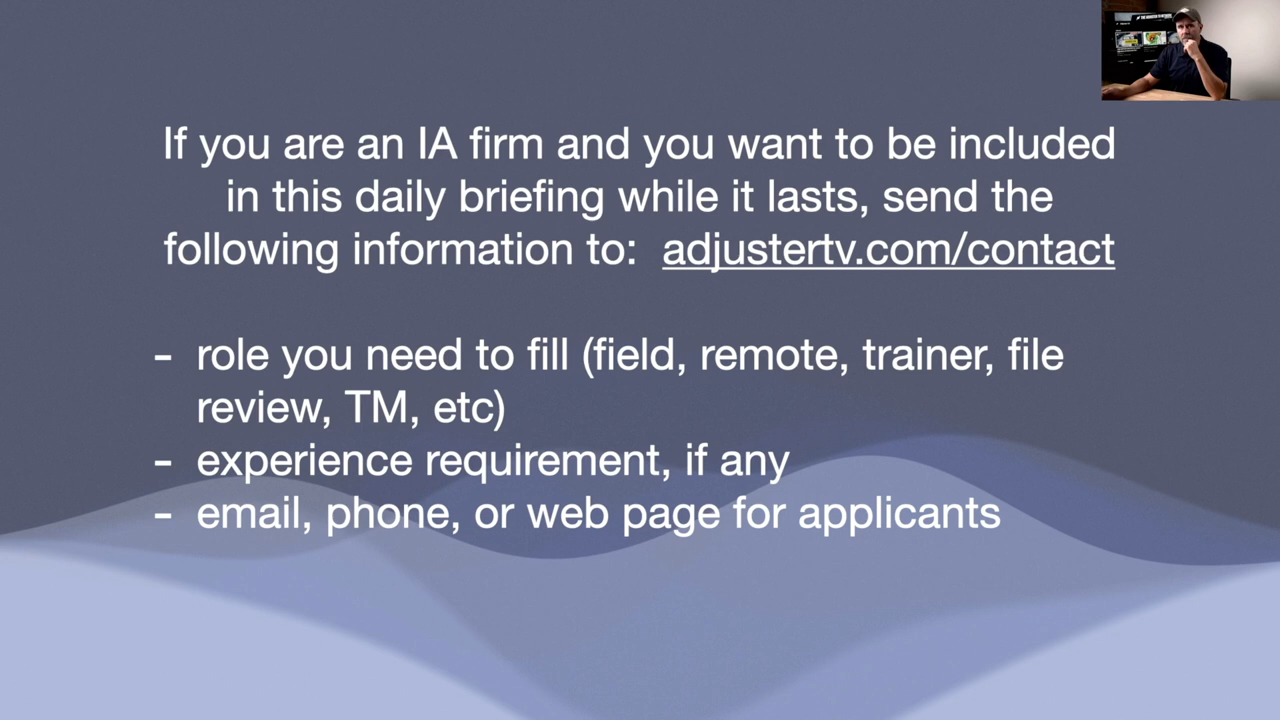 If you are an IA firm and you want to be included
in this daily briefing while it lasts, send the
following information to: adjustertv.com/contact
- role you need to fill (field, remote, trainer, file
review, TM, etc)
- experience requirement, if any
- email, phone, or web page for applicants